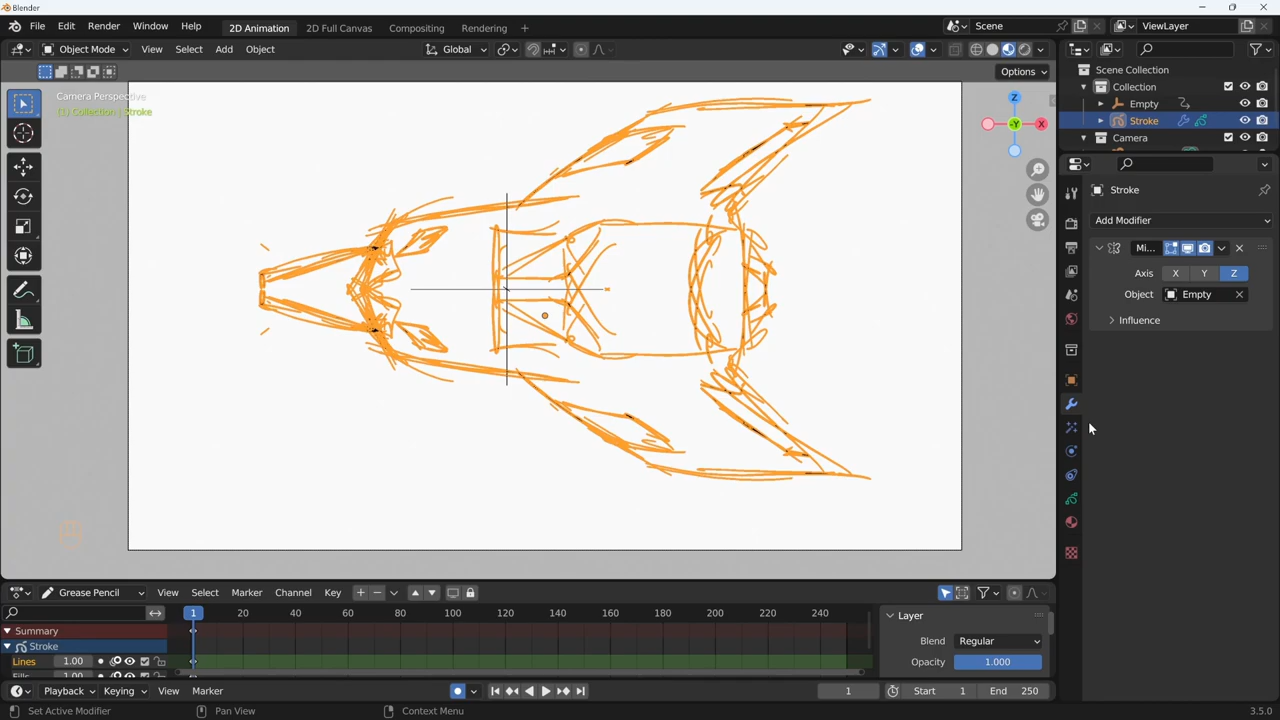 Blender
File Edit Render Window Help 2D Animation 2D Full Canvas Compositing Rendering + Scene ViewLayer
Object Mode View Select Add Object Global
Options
Camera Perspective
(1) Collection | Stroke
Z
-Y
X
Scene Collection
Collection
Empty
Stroke
Camera
Stroke
Add Modifier
Mi...
Axis X Y Z
Object Empty
Influence
Grease Pencil View Select Marker Channel Key
1 20 40 60 80 100 120 140 160 180 200 220 240
Summary
Stroke
Lines 1.00
Layer
Blend Regular
Opacity 1.000
Playback Keying View Marker 1 Start 1 End 250
Set Active Modifier Pan View Context Menu 3.5.0